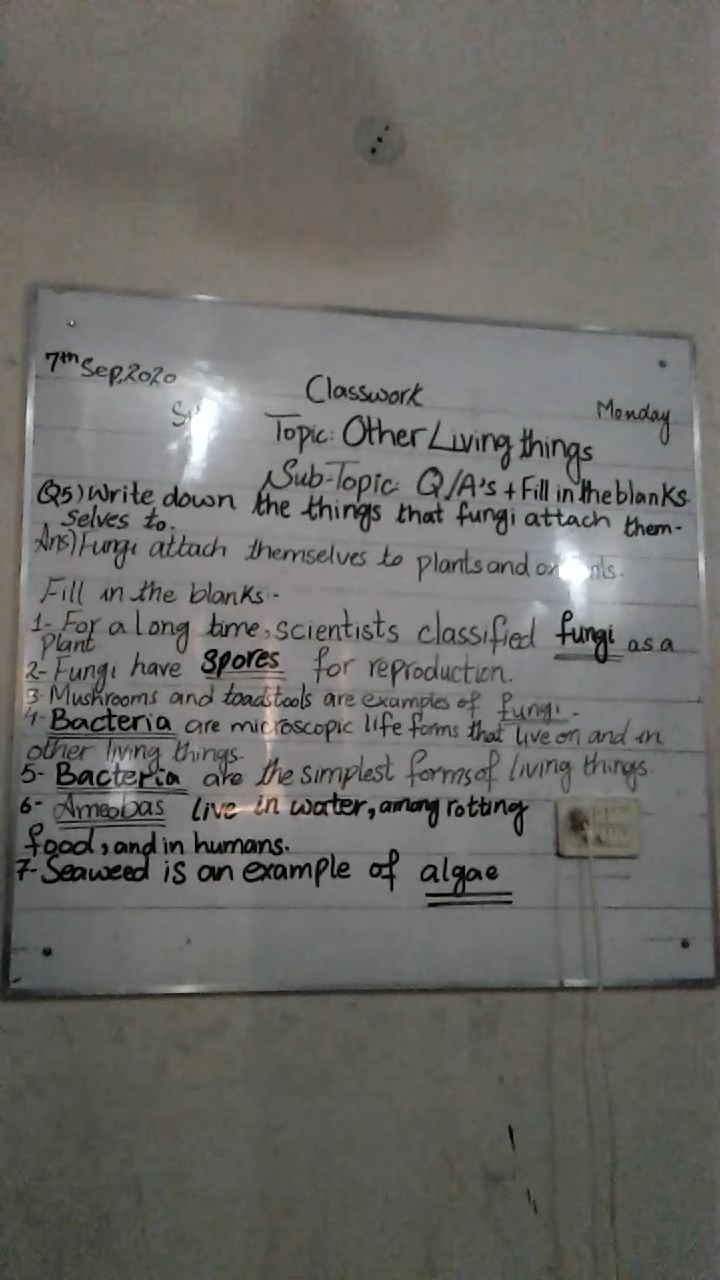 7th Sep,2020
Classwork
Monday
Topic: Other Living things
Sub-Topic: Q/A's + Fill in the blanks
Q5) Write down the things that fungi attach them-
selves to.
Ans) Fungi attach themselves to plants and
Fill in the blanks.-
1- For a long time, scientists classified fungi as a
plant
2- Fungi have spores for reproduction.
3- Mushrooms and toadstools are examples of fungi.
4- Bacteria are microscopic life forms that live on and in
other living things.
5- Bacteria are the simplest forms of living things.
6- Ameobas live in water, among rotting
food, and in humans.
7- Seaweed is an example of algae